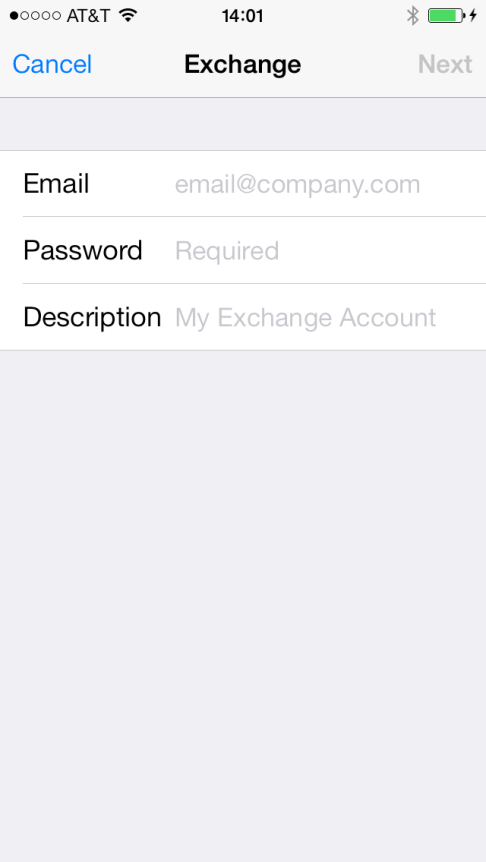 AT&T 14:01
Cancel Exchange Next
Email email@company.com
Password Required
Description My Exchange Account